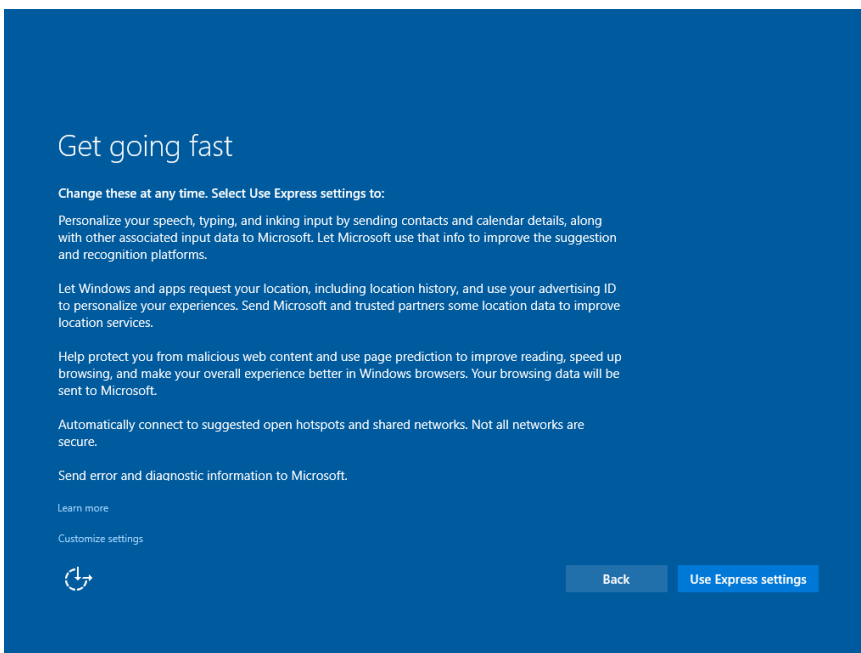 Get going fast
Change these at any time. Select Use Express settings to:
Personalize your speech, typing, and inking input by sending contacts and calendar details, along
with other associated input data to Microsoft. Let Microsoft use that info to improve the suggestion
and recognition platforms.
Let Windows and apps request your location, including location history, and use your advertising ID
to personalize your experiences. Send Microsoft and trusted partners some location data to improve
location services.
Help protect you from malicious web content and use page prediction to improve reading, speed up
browsing, and make your overall experience better in Windows browsers. Your browsing data will be
sent to Microsoft.
Automatically connect to suggested open hotspots and shared networks. Not all networks are
secure.
Send error and diagnostic information to Microsoft.
Learn more
Customize settings
Back
Use Express settings